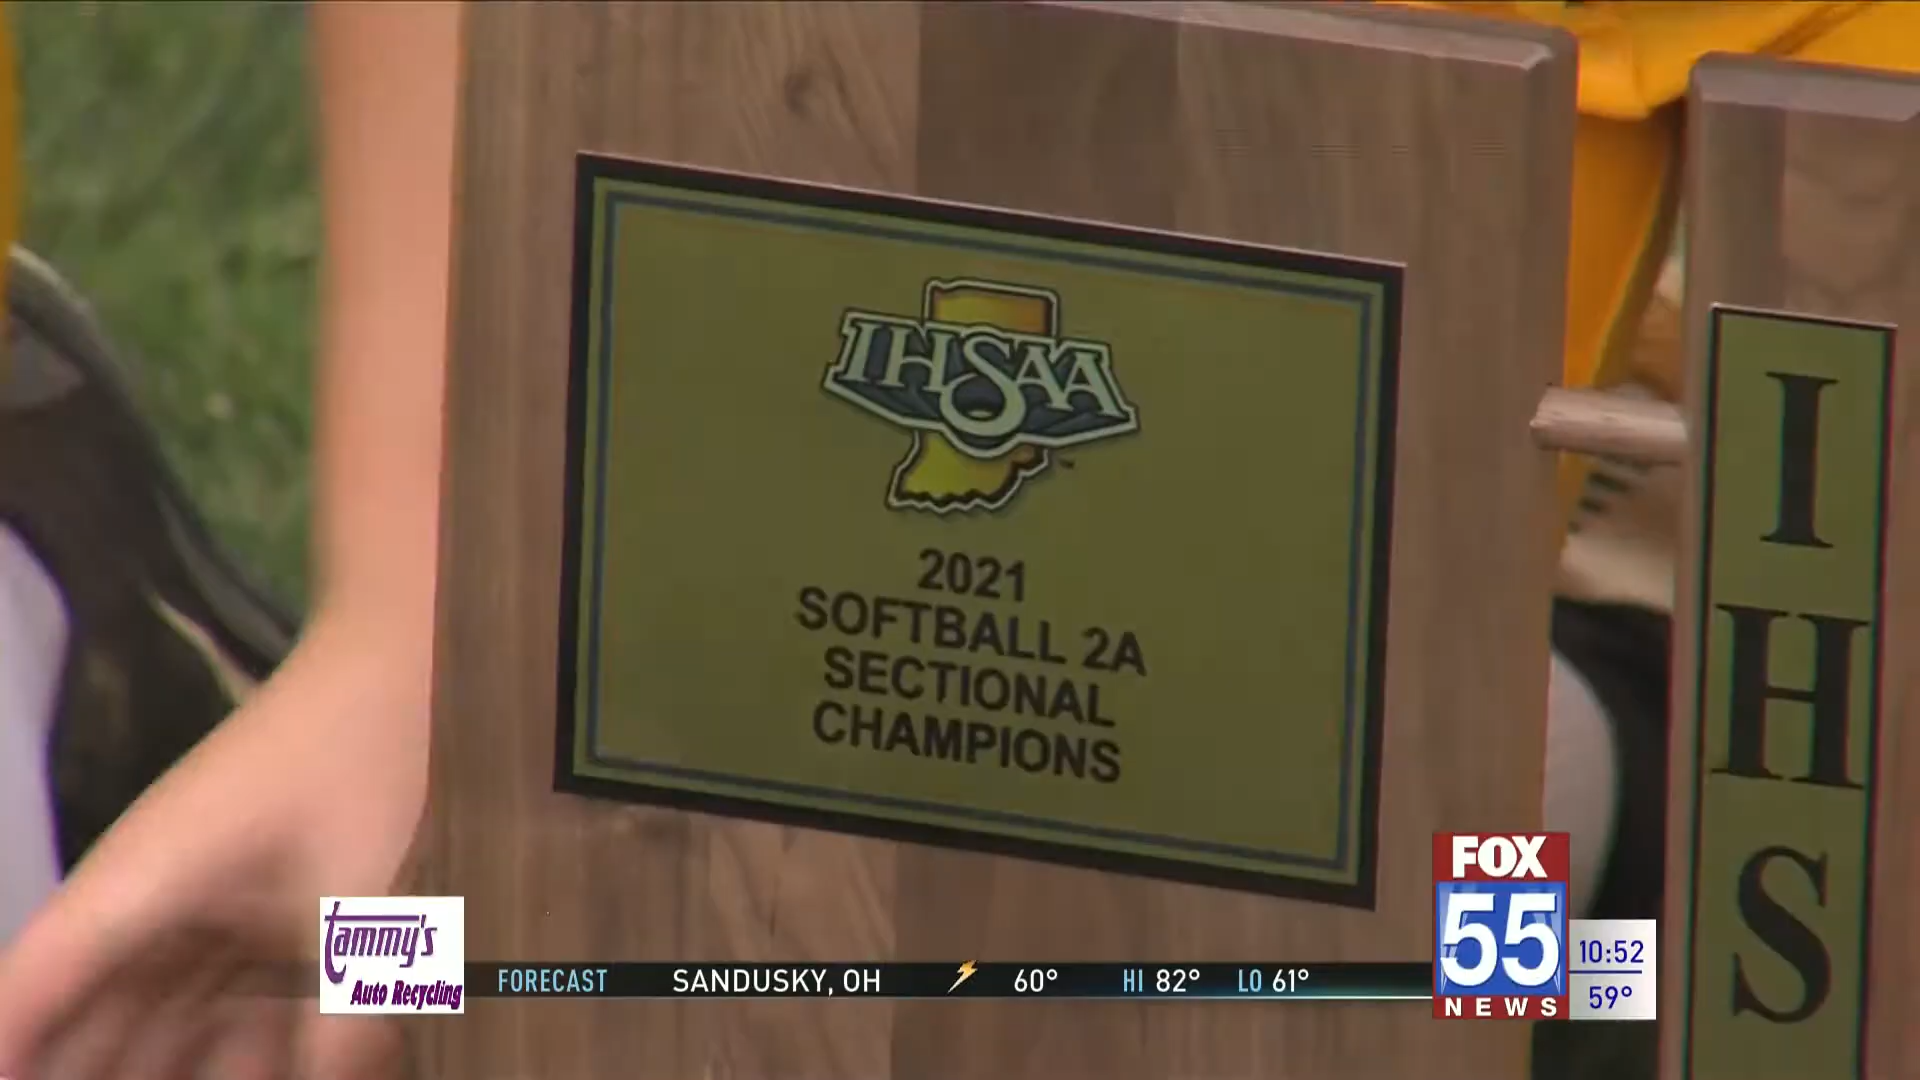 IHSAA
™
2021
SOFTBALL 2A
SECTIONAL
CHAMPIONS
I
H
S
tammy's
Auto Recycling
FORECAST SANDUSKY, OH 60° HI 82° LO 61°
FOX
55
NEWS
10:52
59°